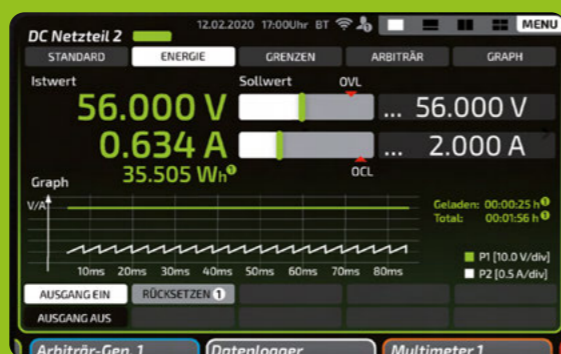 DC Netzteil 2
12.02.2020 17:00Uhr BT
MENU
STANDARD ENERGIE GRENZEN ARBITRÄR GRAPH
Istwert Sollwert OVL
56.000 V ... 56.000 V
0.634 A ... 2.000 A
35.505 Wh❶ OCL
Graph
V/A
Geladen: 00:00:25 h❶
Total: 00:01:56 h❶
P1 [10.0 V/div]
P2 [0.5 A/div]
10ms 20ms 30ms 40ms 50ms 60ms 70ms 80ms
AUSGANG EIN RÜCKSETZEN ①
AUSGANG AUS
Arbiträr-Gen. 1 Datenlogger Multimeter 1